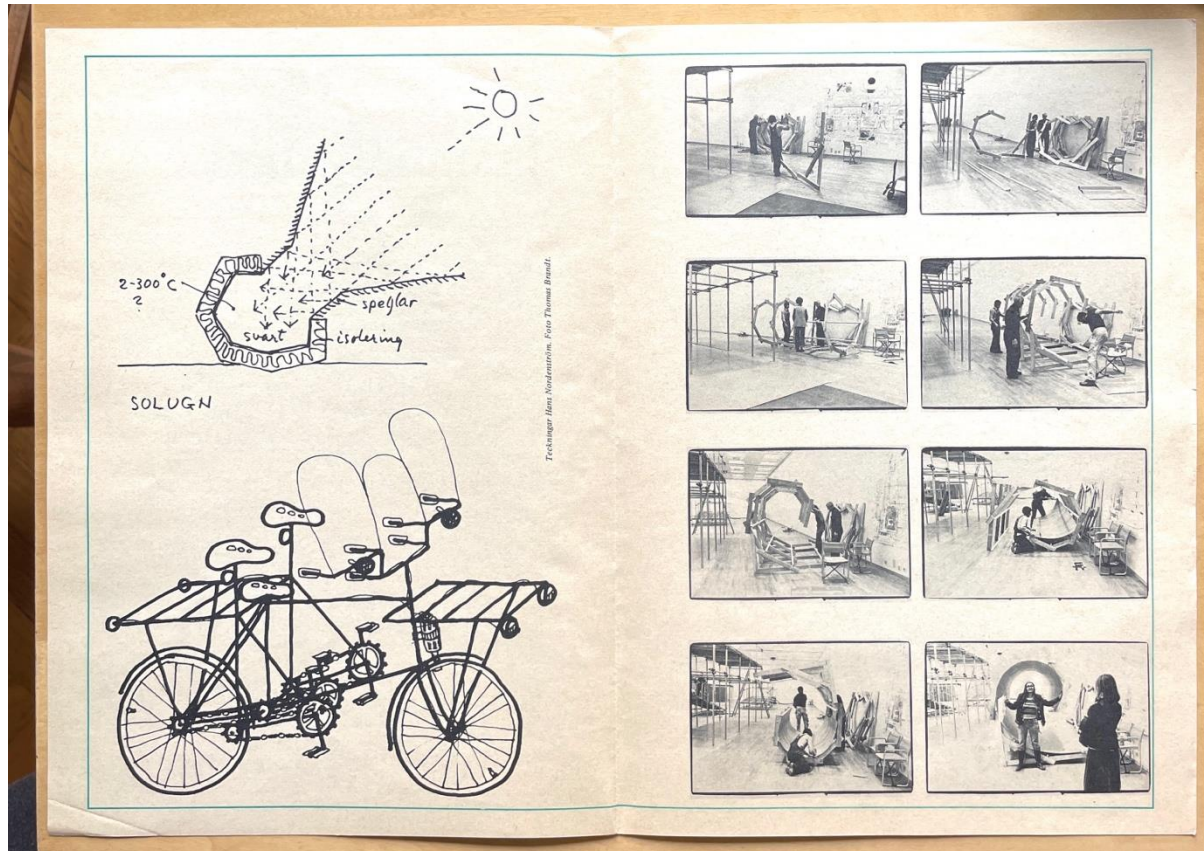 2-300°C
?
speglar
svart
isolering
SOLUGN
Teckningar Hans Nordenström. Foto Thomas Brandt.